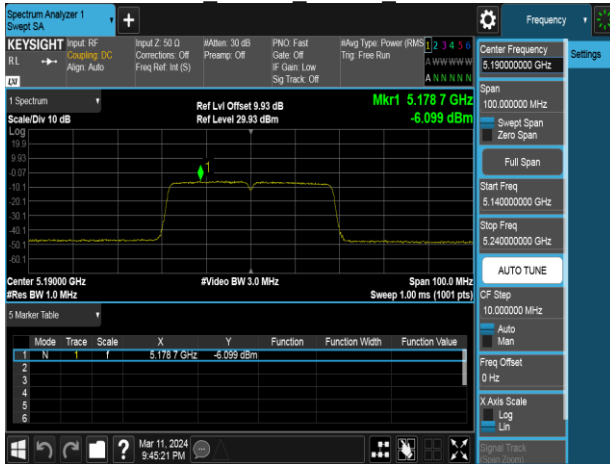 Spectrum Analyzer 1
Swept SA
+
Frequency
KEYSIGHT
RL
LXI
Input: RF
Coupling: DC
Align: Auto
Input Z: 50 Ω
Corrections: Off
Freq Ref: Int (S)
#Atten: 30 dB
Preamp: Off
PNO: Fast
Gate: Off
IF Gain: Low
Sig Track: Off
#Avg Type: Power (RMS
Trig: Free Run
1 2 3 4 5 6
A W W W W W
A N N N N N
1 Spectrum
Scale/Div 10 dB
Log
Ref Lvl Offset 9.93 dB
Ref Level 29.93 dBm
Mkr1 5.178 7 GHz
-6.099 dBm
19.9
9.93
-0.07
-10.1
-20.1
-30.1
-40.1
-50.1
-60.1
1
Center 5.19000 GHz
#Res BW 1.0 MHz
#Video BW 3.0 MHz
Span 100.0 MHz
Sweep 1.00 ms (1001 pts)
5 Marker Table
Mode Trace Scale X Y Function Function Width Function Value
1 N 1 f 5.178 7 GHz -6.099 dBm
2
3
4
5
6
?
Mar 11, 2024
9:45:21 PM
Center Frequency
5.190000000 GHz
Settings
Span
100.000000 MHz
Swept Span
Zero Span
Full Span
Start Freq
5.140000000 GHz
Stop Freq
5.240000000 GHz
AUTO TUNE
CF Step
10.000000 MHz
Auto
Man
Freq Offset
0 Hz
X Axis Scale
Log
Lin
Signal Track
(Span Zoom)